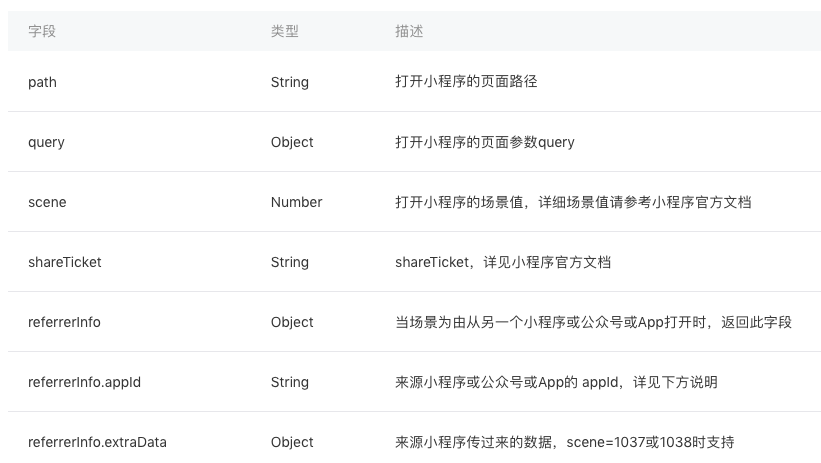 字段 类型 描述
path String 打开小程序的页面路径
query Object 打开小程序的页面参数query
scene Number 打开小程序的场景值，详细场景值请参考小程序官方文档
shareTicket String shareTicket，详见小程序官方文档
referrerInfo Object 当场景为由从另一个小程序或公众号或App打开时，返回此字段
referrerInfo.appId String 来源小程序或公众号或App的 appId，详见下方说明
referrerInfo.extraData Object 来源小程序传过来的数据，scene=1037或1038时支持